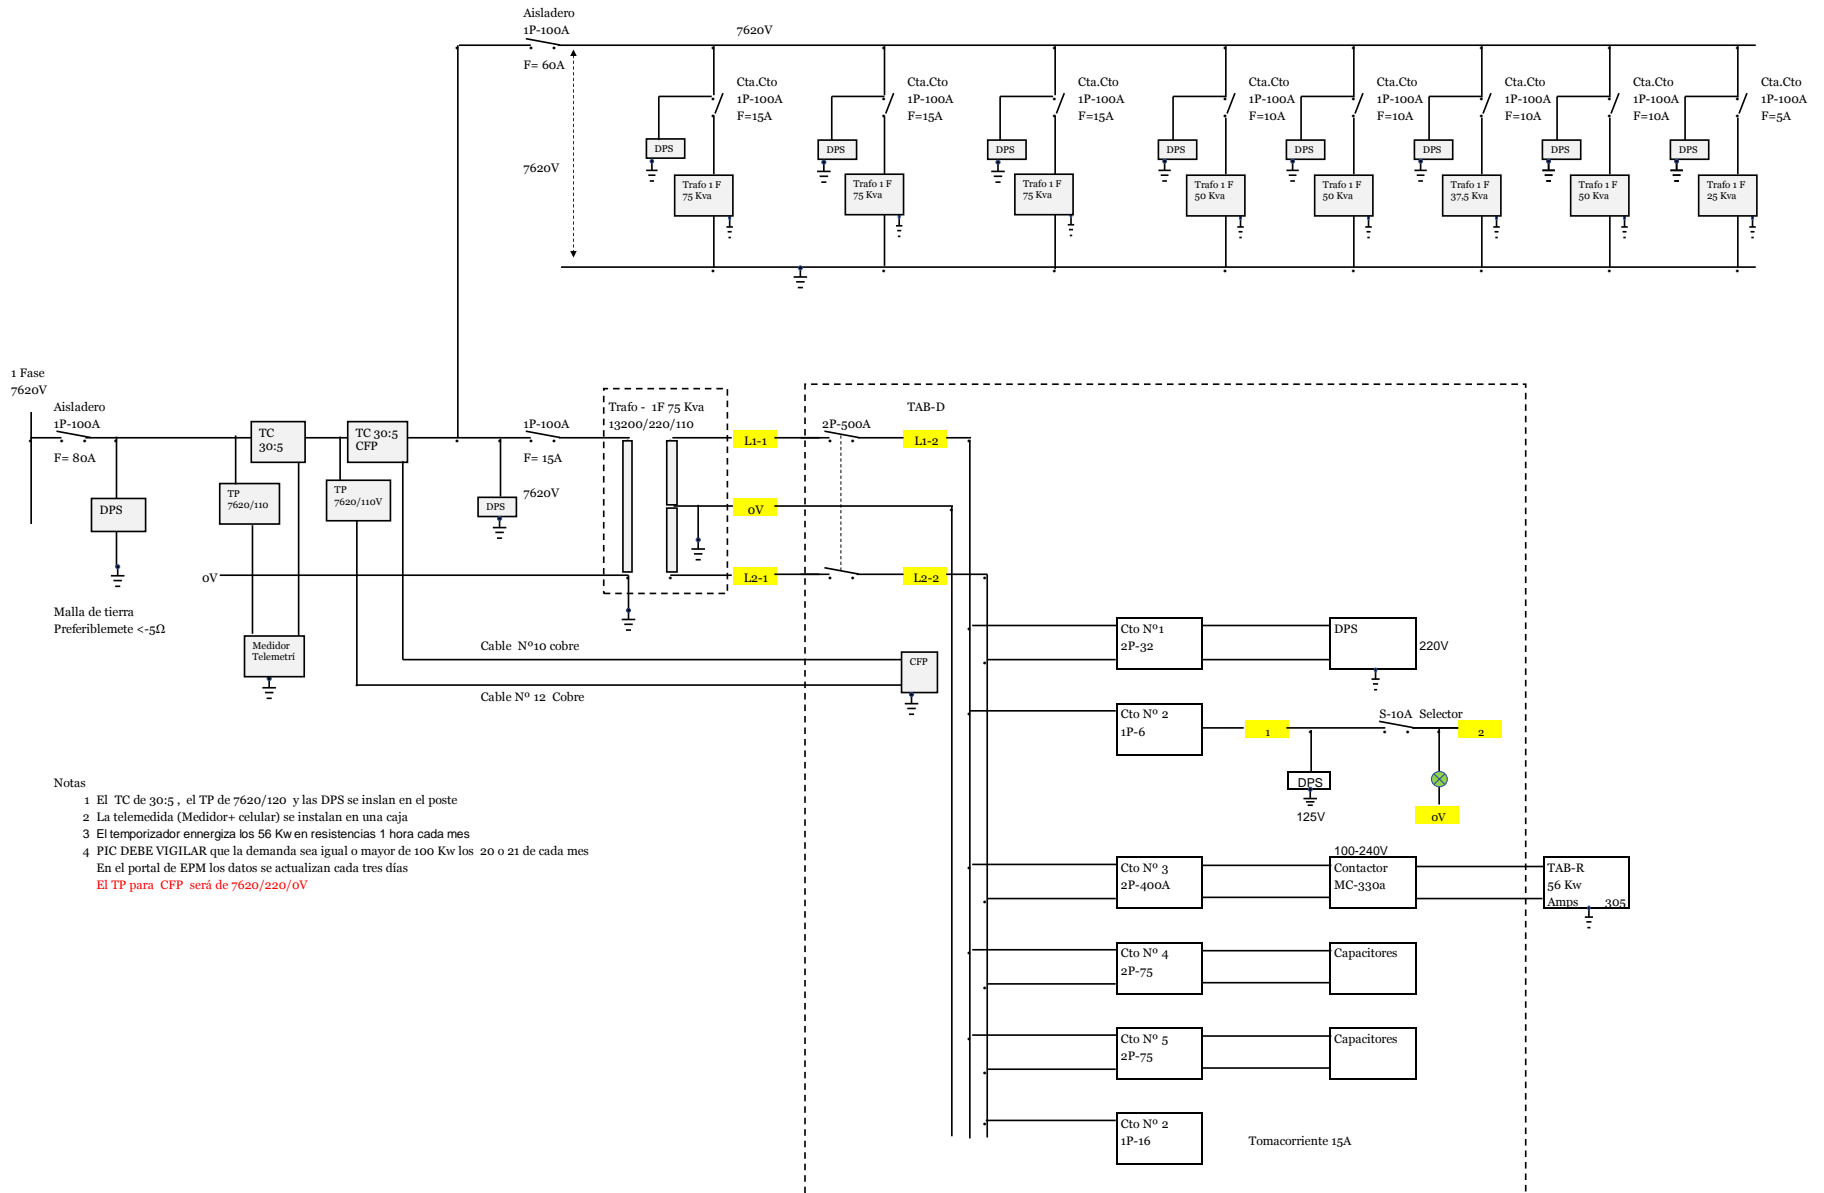 Aisladero
1P-100A
F= 60A
7620V
7620V
Cta.Cto
1P-100A
F=15A
DPS
Trafo 1 F
75 Kva
Cta.Cto
1P-100A
F=15A
DPS
Trafo 1 F
75 Kva
Cta.Cto
1P-100A
F=15A
DPS
Trafo 1 F
75 Kva
Cta.Cto
1P-100A
F=10A
DPS
Trafo 1 F
50 Kva
Cta.Cto
1P-100A
F=10A
DPS
Trafo 1 F
50 Kva
Cta.Cto
1P-100A
F=10A
DPS
Trafo 1 F
37,5 Kva
Cta.Cto
1P-100A
F=10A
DPS
Trafo 1 F
50 Kva
Cta.Cto
1P-100A
F=5A
DPS
Trafo 1 F
25 Kva
1 Fase
7620V
Aisladero
1P-100A
F= 80A
DPS
Malla de tierra
Preferiblemete <-5Ω
TC
30:5
TP
7620/110
TC 30:5
CFP
TP
7620/110V
0V
Medidor
Telemetrí
1P-100A
F= 15A
7620V
DPS
Trafo - 1F 75 Kva
13200/220/110
L1-1
0V
L2-1
2P-500A
TAB-D
L1-2
L2-2
Cable Nº10 cobre
Cable Nº 12 Cobre
CFP
Cto Nº1
2P-32
DPS
220V
Cto Nº 2
1P-6
1
S-10A Selector
2
DPS
125V
0V
Cto Nº 3
2P-400A
100-240V
Contactor
MC-330a
TAB-R
56 Kw
Amps 305
Cto Nº 4
2P-75
Capacitores
Cto Nº 5
2P-75
Capacitores
Cto Nº 2
1P-16
Tomacorriente 15A
Notas
1 El TC de 30:5 , el TP de 7620/120 y las DPS se inslan en el poste
2 La telemedida (Medidor+ celular) se instalan en una caja
3 El temporizador ennergiza los 56 Kw en resistencias 1 hora cada mes
4 PIC DEBE VIGILAR que la demanda sea igual o mayor de 100 Kw los 20 o 21 de cada mes
En el portal de EPM los datos se actualizan cada tres días
El TP para CFP será de 7620/220/0V